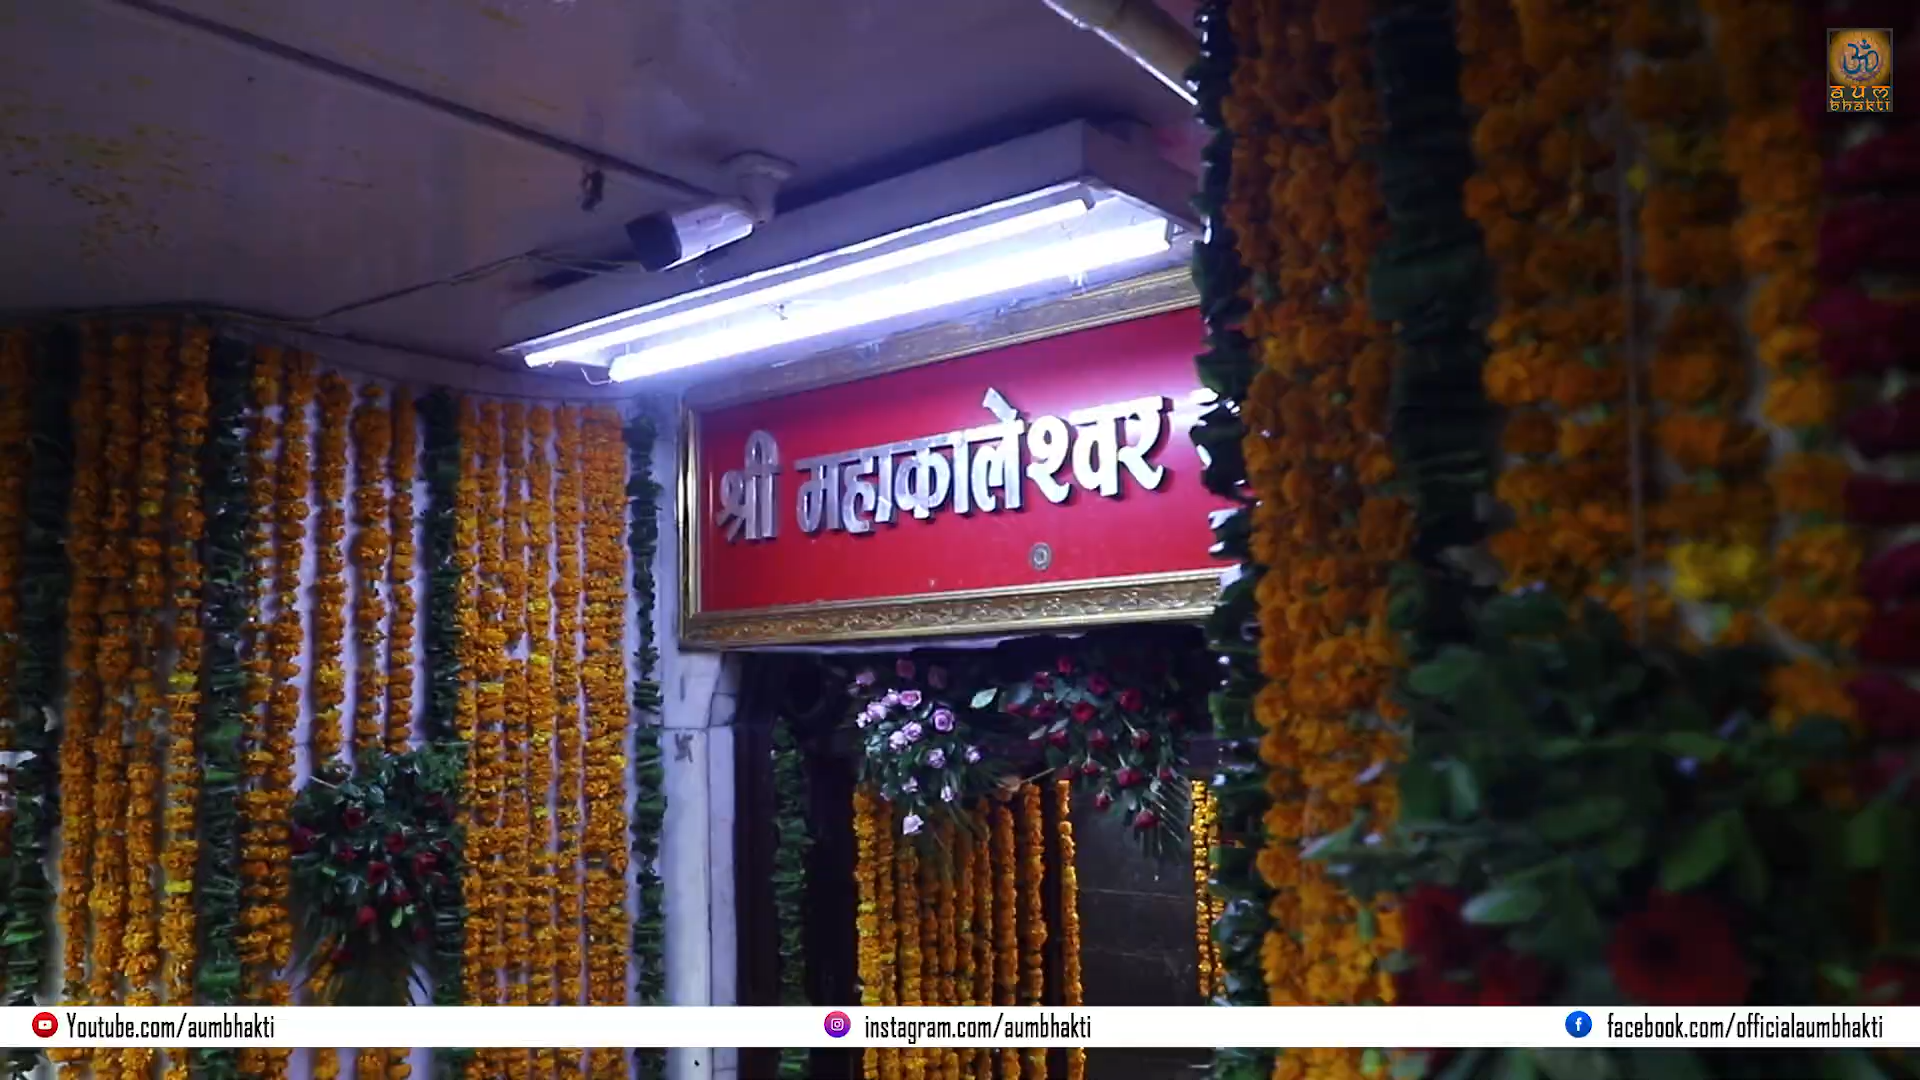 ॐ
aum
bhakti
श्री महाकालेश्वर
Youtube.com/aumbhakti
instagram.com/aumbhakti
facebook.com/officialaumbhakti